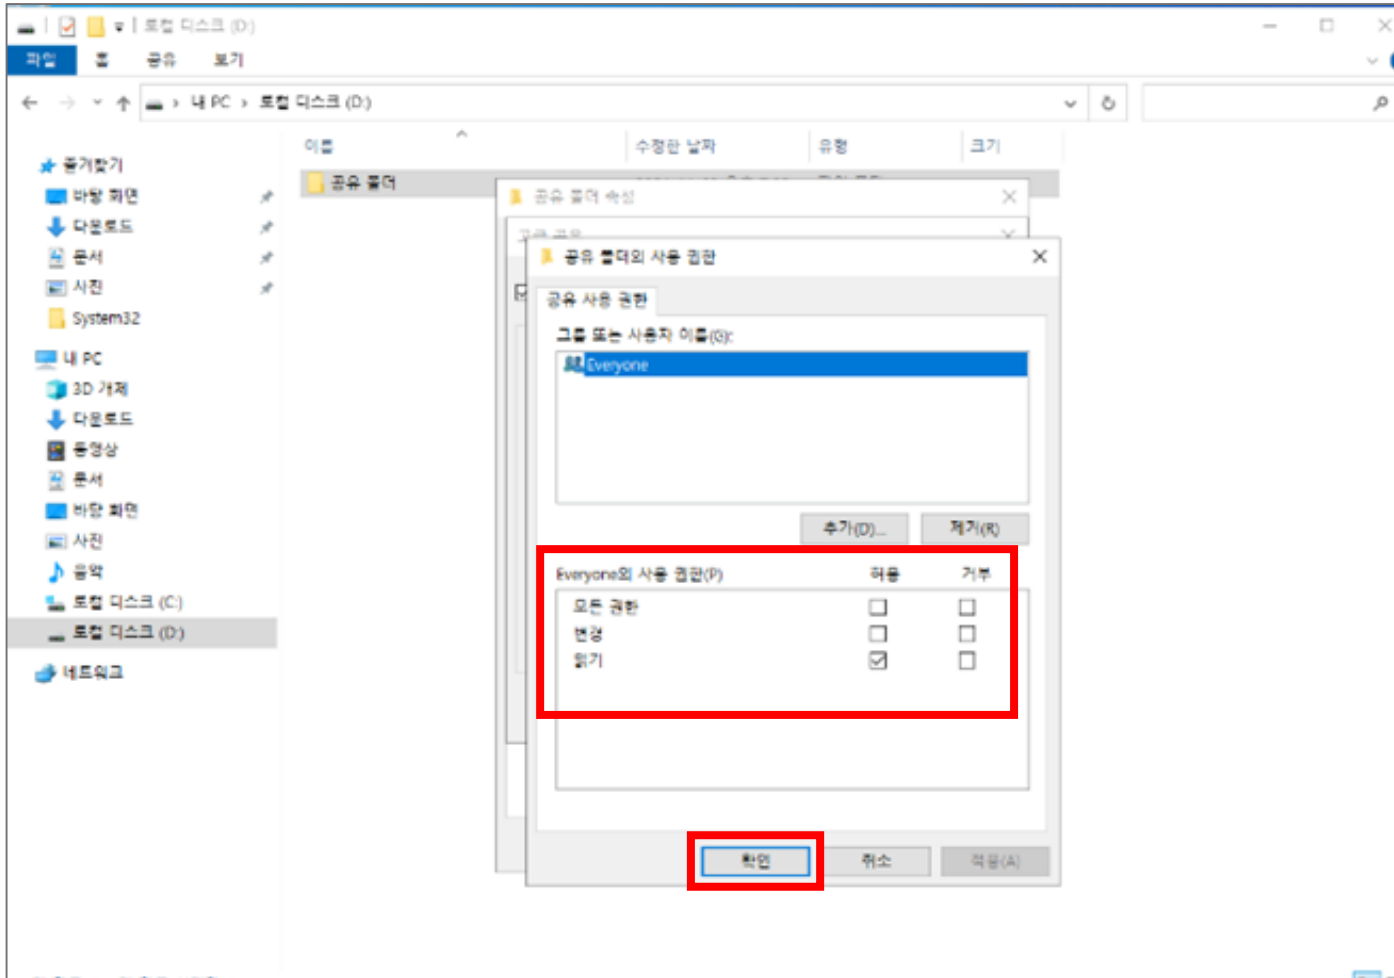 로컬 디스크 (D:)
파일 홈 공유 보기
내 PC 로컬 디스크 (D:)
이름 수정한 날짜 유형 크기
즐겨찾기
바탕 화면
다운로드
문서
사진
System32
내 PC
3D 개체
다운로드
동영상
문서
바탕 화면
사진
음악
로컬 디스크 (C:)
로컬 디스크 (D:)
네트워크
공유 폴더
공유 폴더 속성
고급 공유
공유 폴더의 사용 권한
공유 사용 권한
그룹 또는 사용자 이름(G):
Everyone
추가(D)... 제거(R)
Everyone의 사용 권한(P) 허용 거부
모든 권한
변경
읽기
확인 취소 적용(A)